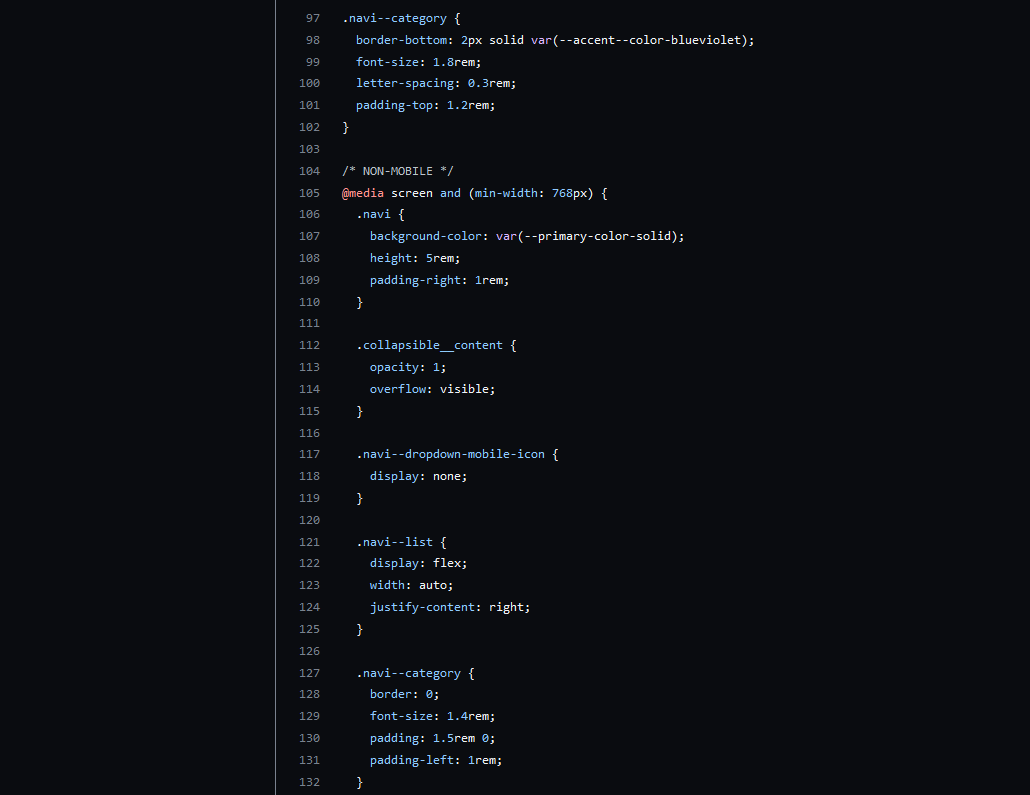 97 .navi--category {
98 border-bottom: 2px solid var(--accent--color-blueviolet);
99 font-size: 1.8rem;
100 letter-spacing: 0.3rem;
101 padding-top: 1.2rem;
102 }
103
104 /* NON-MOBILE */
105 @media screen and (min-width: 768px) {
106 .navi {
107 background-color: var(--primary-color-solid);
108 height: 5rem;
109 padding-right: 1rem;
110 }
111
112 .collapsible__content {
113 opacity: 1;
114 overflow: visible;
115 }
116
117 .navi--dropdown-mobile-icon {
118 display: none;
119 }
120
121 .navi--list {
122 display: flex;
123 width: auto;
124 justify-content: right;
125 }
126
127 .navi--category {
128 border: 0;
129 font-size: 1.4rem;
130 padding: 1.5rem 0;
131 padding-left: 1rem;
132 }